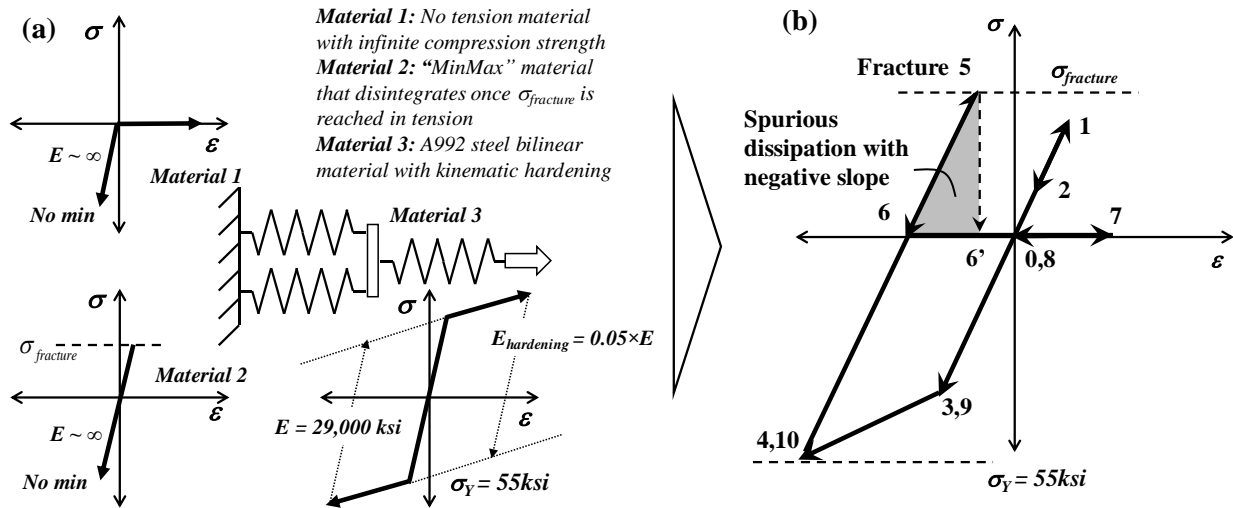 (a)
σ
ε
E ~ ∞
No min
Material 1
Material 1: No tension material
with infinite compression strength
Material 2: “MinMax” material
that disintegrates once σfracture is
reached in tension
Material 3: A992 steel bilinear
material with kinematic hardening
Material 3
σ
σfracture
Material 2
ε
E ~ ∞
No min
σ
Ehardening = 0.05×E
ε
E = 29,000 ksi
σY = 55ksi
(b)
σ
Fracture 5
σfracture
Spurious
dissipation with
negative slope
1
2
6
7
6’
0,8
ε
3,9
4,10
σY = 55ksi